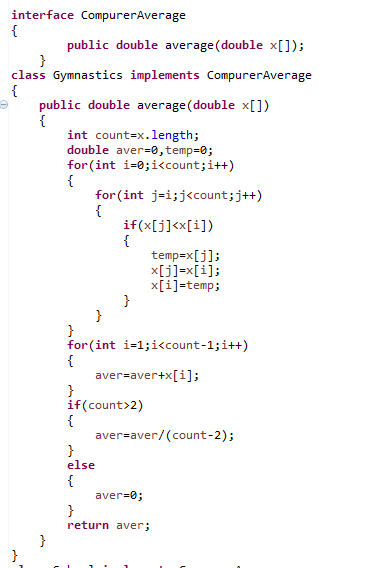 interface CompurerAverage
{
        public double average(double x[]);
    }
class Gymnastics implements CompurerAverage
{
    public double average(double x[])
    {
        int count=x.length;
        double aver=0,temp=0;
        for(int i=0;i<count;i++)
        {
            for(int j=i;j<count;j++)
            {
                if(x[j]<x[i])
                {
                    temp=x[j];
                    x[j]=x[i];
                    x[i]=temp;
                }
            }
        }
        for(int i=1;i<count-1;i++)
        {
            aver=aver+x[i];
        }
        if(count>2)
        {
            aver=aver/(count-2);
        }
        else
        {
            aver=0;
        }
        return aver;
    }
}